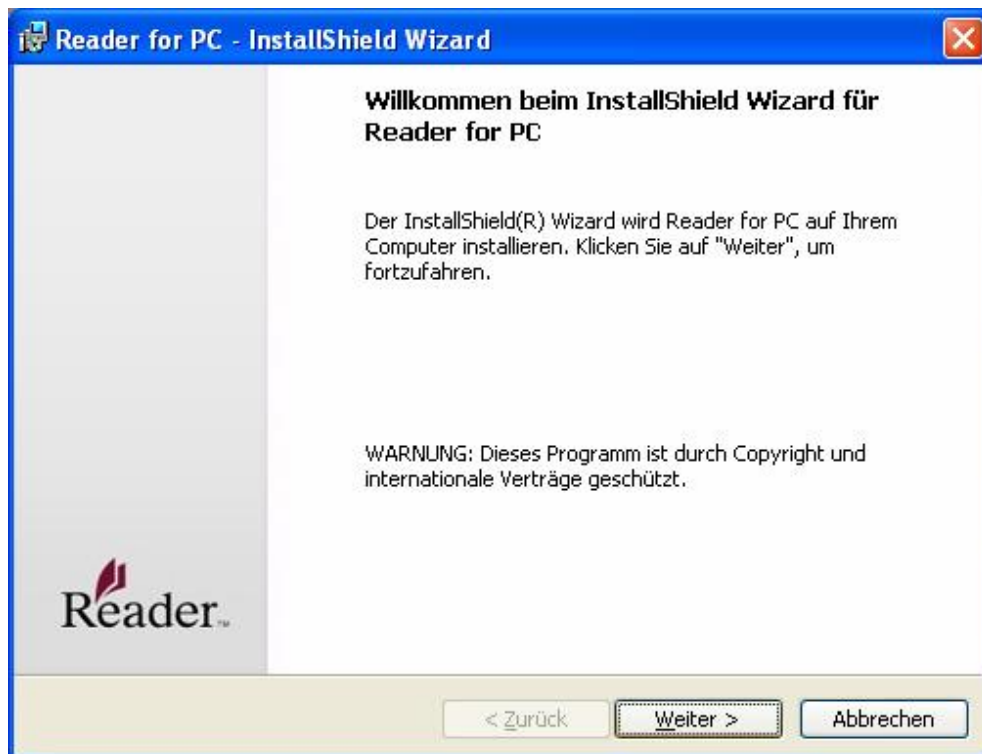 Reader for PC - InstallShield Wizard
Willkommen beim InstallShield Wizard für
Reader for PC
Der InstallShield(R) Wizard wird Reader for PC auf Ihrem
Computer installieren. Klicken Sie auf "Weiter", um
fortzufahren.
WARNUNG: Dieses Programm ist durch Copyright und
internationale Verträge geschützt.
Reader™
< Zurück
Weiter >
Abbrechen